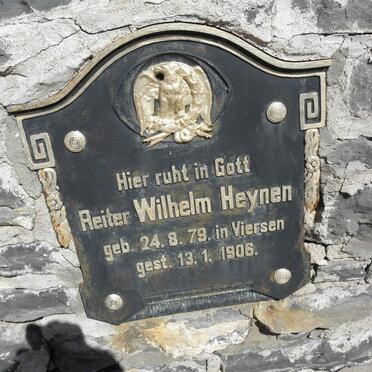 Hier ruht in Gott
Reiter Wilhelm Heynen
geb. 24. 8. 79. in Viersen
gest. 13. 1. 1906.